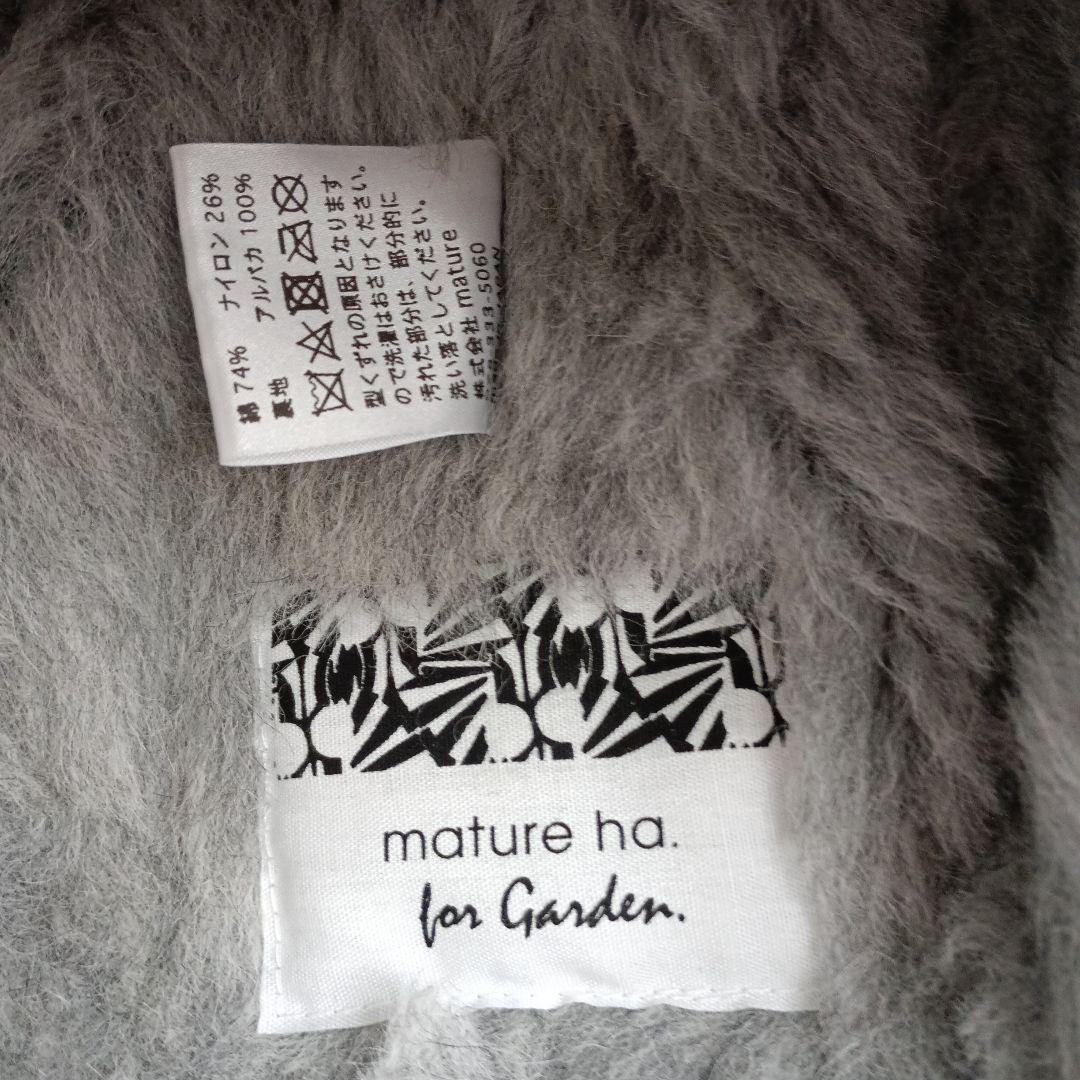 綿 74% ナイロン 26%
裏地 アルパカ 100%
型くずれの原因となります
ので洗濯はおさけください。
汚れた部分は、部分的に
洗い落としてください。
株式会社 mature
333-5060
mature ha.
for Garden.